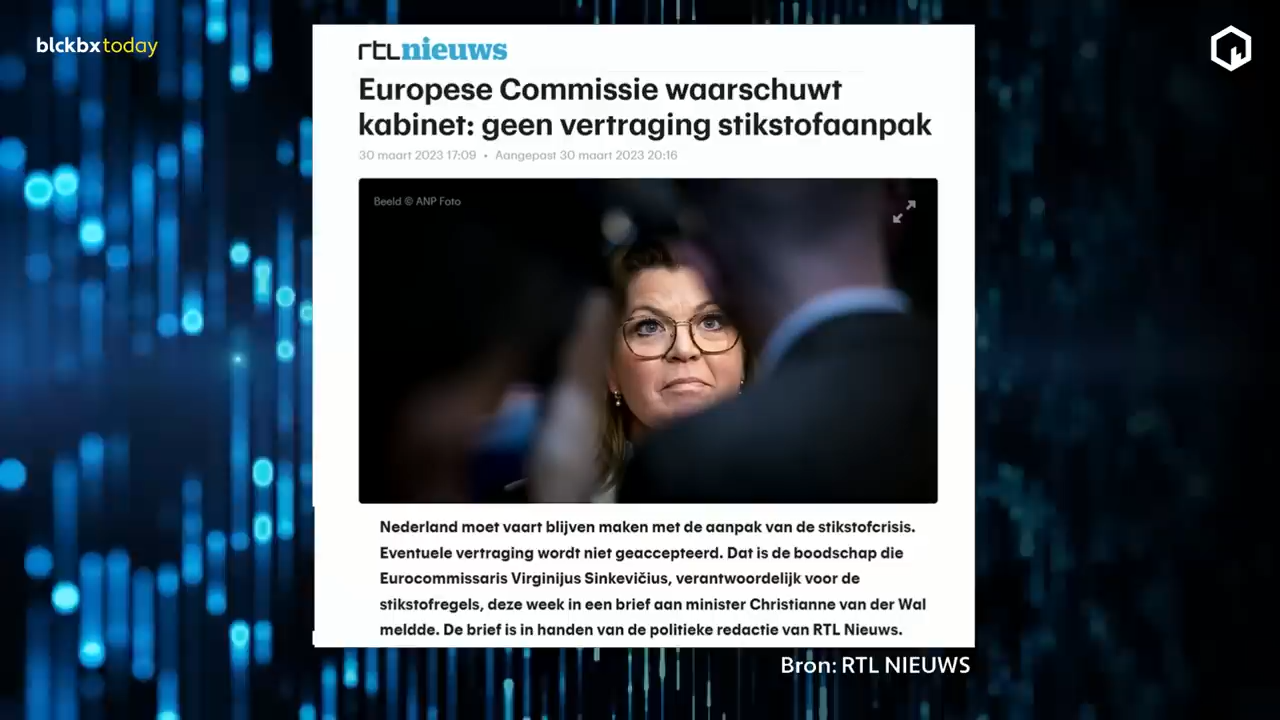 blckbxtoday
rtlnieuws
Europese Commissie waarschuwt
kabinet: geen vertraging stikstofaanpak
30 maart 2023 17:09 • Aangepast 30 maart 2023 20:16
Beeld © ANP Foto
Nederland moet vaart blijven maken met de aanpak van de stikstofcrisis.
Eventuele vertraging wordt niet geaccepteerd. Dat is de boodschap die
Eurocommissaris Virginijus Sinkevičius, verantwoordelijk voor de
stikstofregels, deze week in een brief aan minister Christianne van der Wal
meldde. De brief is in handen van de politieke redactie van RTL Nieuws.
Bron: RTL NIEUWS